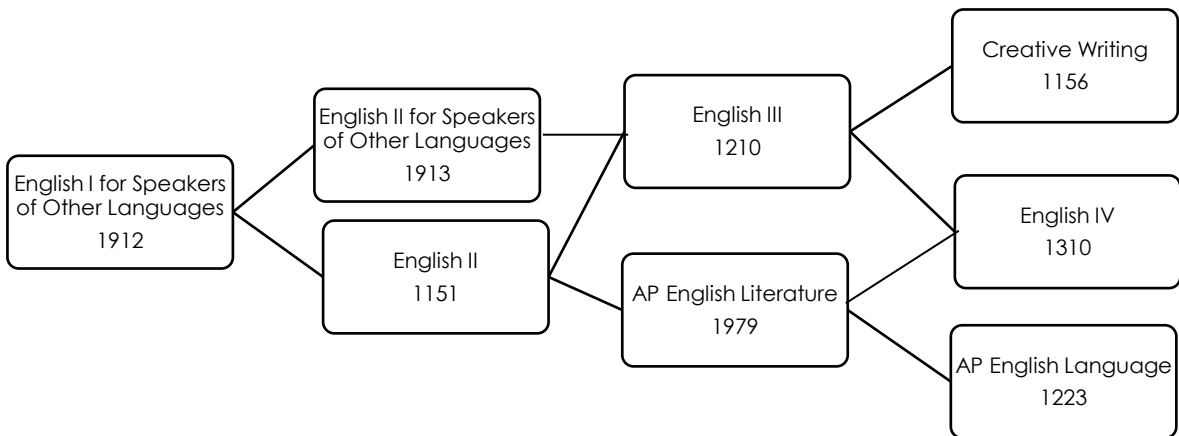 English I for Speakers
of Other Languages
1912
English II for Speakers
of Other Languages
1913
English II
1151
English III
1210
AP English Literature
1979
Creative Writing
1156
English IV
1310
AP English Language
1223